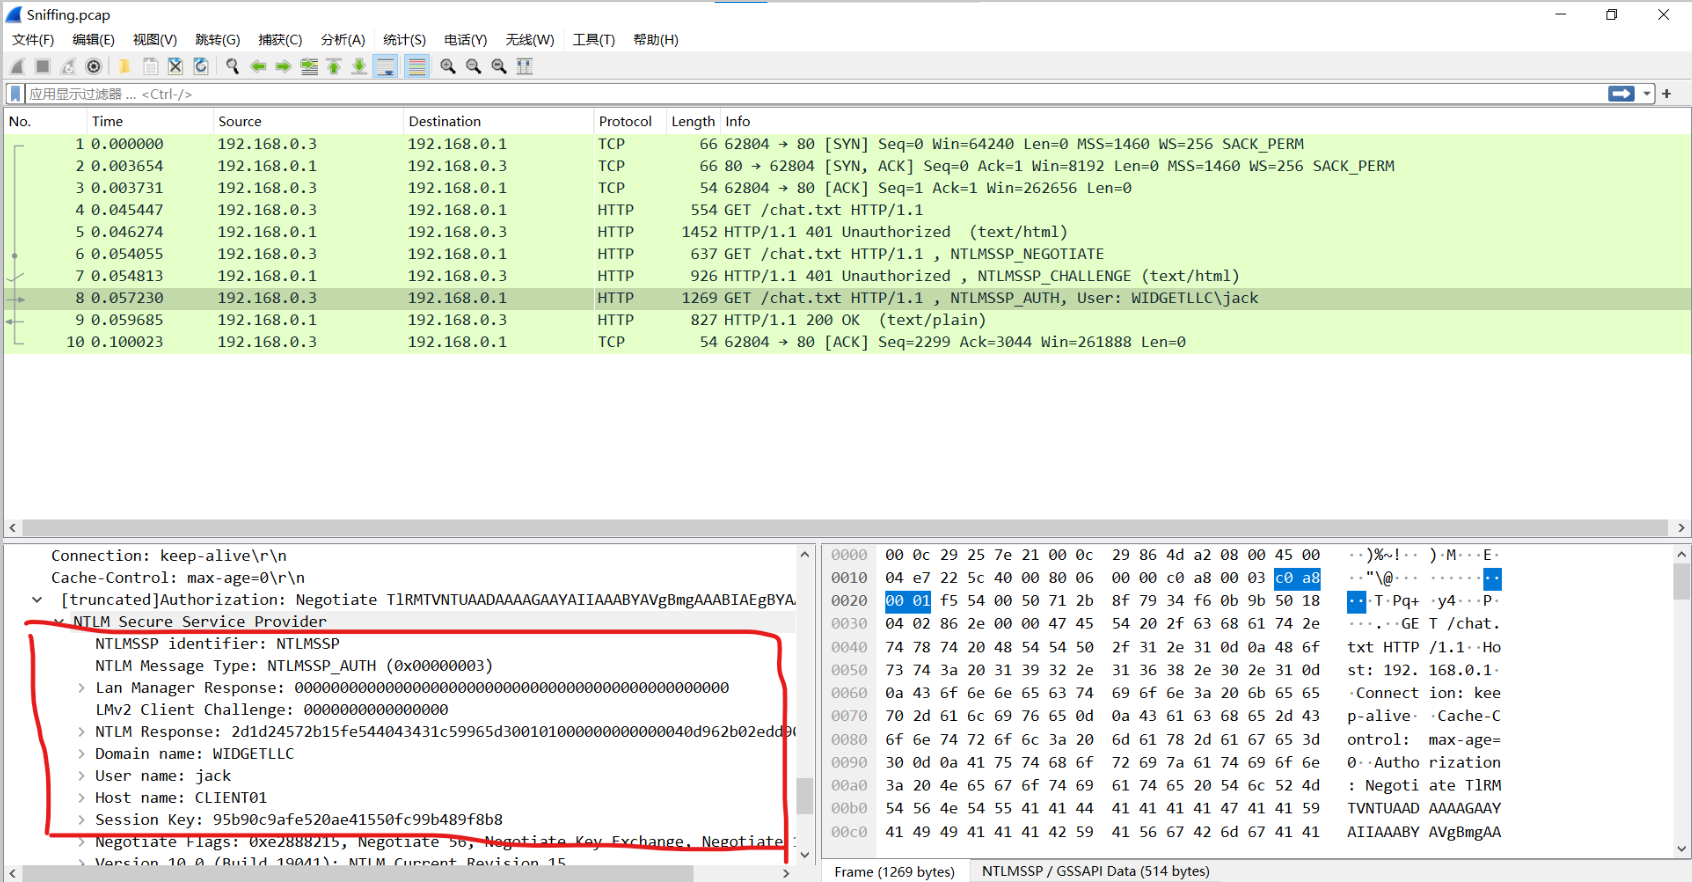 Sniffing.pcap
文件(F) 编辑(E) 视图(V) 跳转(G) 捕获(C) 分析(A) 统计(S) 电话(Y) 无线(W) 工具(T) 帮助(H)
应用显示过滤器 … <Ctrl-/>
No. Time Source Destination Protocol Length Info
1 0.000000 192.168.0.3 192.168.0.1 TCP 66 62804 → 80 [SYN] Seq=0 Win=64240 Len=0 MSS=1460 WS=256 SACK_PERM
2 0.003654 192.168.0.1 192.168.0.3 TCP 66 80 → 62804 [SYN, ACK] Seq=0 Ack=1 Win=8192 Len=0 MSS=1460 WS=256 SACK_PERM
3 0.003731 192.168.0.3 192.168.0.1 TCP 54 62804 → 80 [ACK] Seq=1 Ack=1 Win=262656 Len=0
4 0.045447 192.168.0.3 192.168.0.1 HTTP 554 GET /chat.txt HTTP/1.1
5 0.046274 192.168.0.1 192.168.0.3 HTTP 1452 HTTP/1.1 401 Unauthorized (text/html)
6 0.054055 192.168.0.3 192.168.0.1 HTTP 637 GET /chat.txt HTTP/1.1 , NTLMSSP_NEGOTIATE
7 0.054813 192.168.0.1 192.168.0.3 HTTP 926 HTTP/1.1 401 Unauthorized , NTLMSSP_CHALLENGE (text/html)
8 0.057230 192.168.0.3 192.168.0.1 HTTP 1269 GET /chat.txt HTTP/1.1 , NTLMSSP_AUTH, User: WIDGETLLC\jack
9 0.059685 192.168.0.1 192.168.0.3 HTTP 827 HTTP/1.1 200 OK (text/plain)
10 0.100023 192.168.0.3 192.168.0.1 TCP 54 62804 → 80 [ACK] Seq=2299 Ack=3044 Win=261888 Len=0
Connection: keep-alive\r\n
Cache-Control: max-age=0\r\n
[truncated]Authorization: Negotiate TlRMTVNTUAADAAAAGAAYAIIAAABYAVgBmgAAABIAEgBYA
NTLM Secure Service Provider
NTLMSSP identifier: NTLMSSP
NTLM Message Type: NTLMSSP_AUTH (0x00000003)
Lan Manager Response: 000000000000000000000000000000000000000000000000
LMv2 Client Challenge: 0000000000000000
NTLM Response: 2d1d24572b15fe544043431c59965d3001010000000000000040d962b02edd9
Domain name: WIDGETLLC
User name: jack
Host name: CLIENT01
Session Key: 95b90c9afe520ae41550fc99b489f8b8
Negotiate Flags: 0xe2888215, Negotiate 56, Negotiate Key Exchange, Negotiate
Version 10.0 (Build 19041); NTLM Current Revision 15
0000 00 0c 29 25 7e 21 00 0c 29 86 4d a2 08 00 45 00 ··)%~!·· )·M···E·
0010 04 e7 22 5c 40 00 80 06 00 00 c0 a8 00 03 c0 a8 ··"\@··· ········
0020 00 01 f5 54 00 50 71 2b 8f 79 34 f6 0b 9b 50 18 ···T·Pq+ ·y4···P·
0030 04 02 86 2e 00 00 47 45 54 20 2f 63 68 61 74 2e ···.··GE T /chat.
0040 74 78 74 20 48 54 54 50 2f 31 2e 31 0d 0a 48 6f txt HTTP /1.1··Ho
0050 73 74 3a 20 31 39 32 2e 31 36 38 2e 30 2e 31 0d st: 192. 168.0.1·
0060 0a 43 6f 6e 6e 65 63 74 69 6f 6e 3a 20 6b 65 65 ·Connect ion: kee
0070 70 2d 61 6c 69 76 65 0d 0a 43 61 63 68 65 2d 43 p-alive· ·Cache-C
0080 6f 6e 74 72 6f 6c 3a 20 6d 61 78 2d 61 67 65 3d ontrol: max-age=
0090 30 0d 0a 41 75 74 68 6f 72 69 7a 61 74 69 6f 6e 0··Autho rization
00a0 3a 20 4e 65 67 6f 74 69 61 74 65 20 54 6c 52 4d : Negoti ate TlRM
00b0 54 56 4e 54 55 41 41 44 41 41 41 41 47 41 41 59 TVNTUAAD AAAAGAAY
00c0 41 49 49 41 41 41 42 59 41 56 67 42 6d 67 41 41 AIIAAABY AVgBmgAA
Frame (1269 bytes) NTLMSSP / GSSAPI Data (514 bytes)